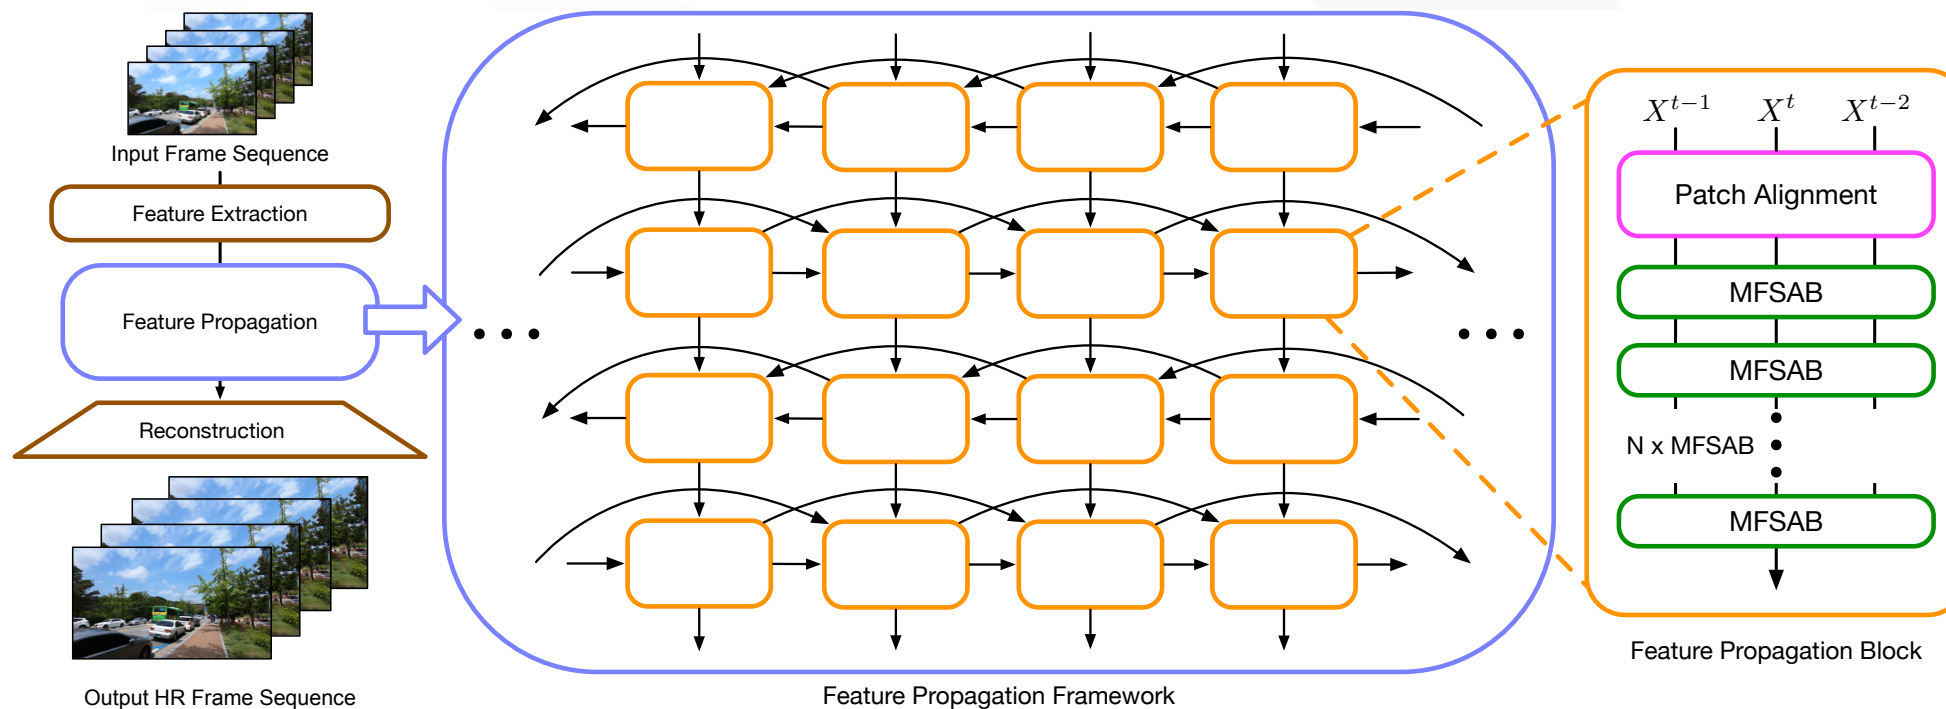 Input Frame Sequence
Feature Extraction
Feature Propagation
Reconstruction
Output HR Frame Sequence
Feature Propagation Framework
X^{t-1} X^t X^{t-2}
Patch Alignment
MFSAB
MFSAB
N x MFSAB
MFSAB
Feature Propagation Block